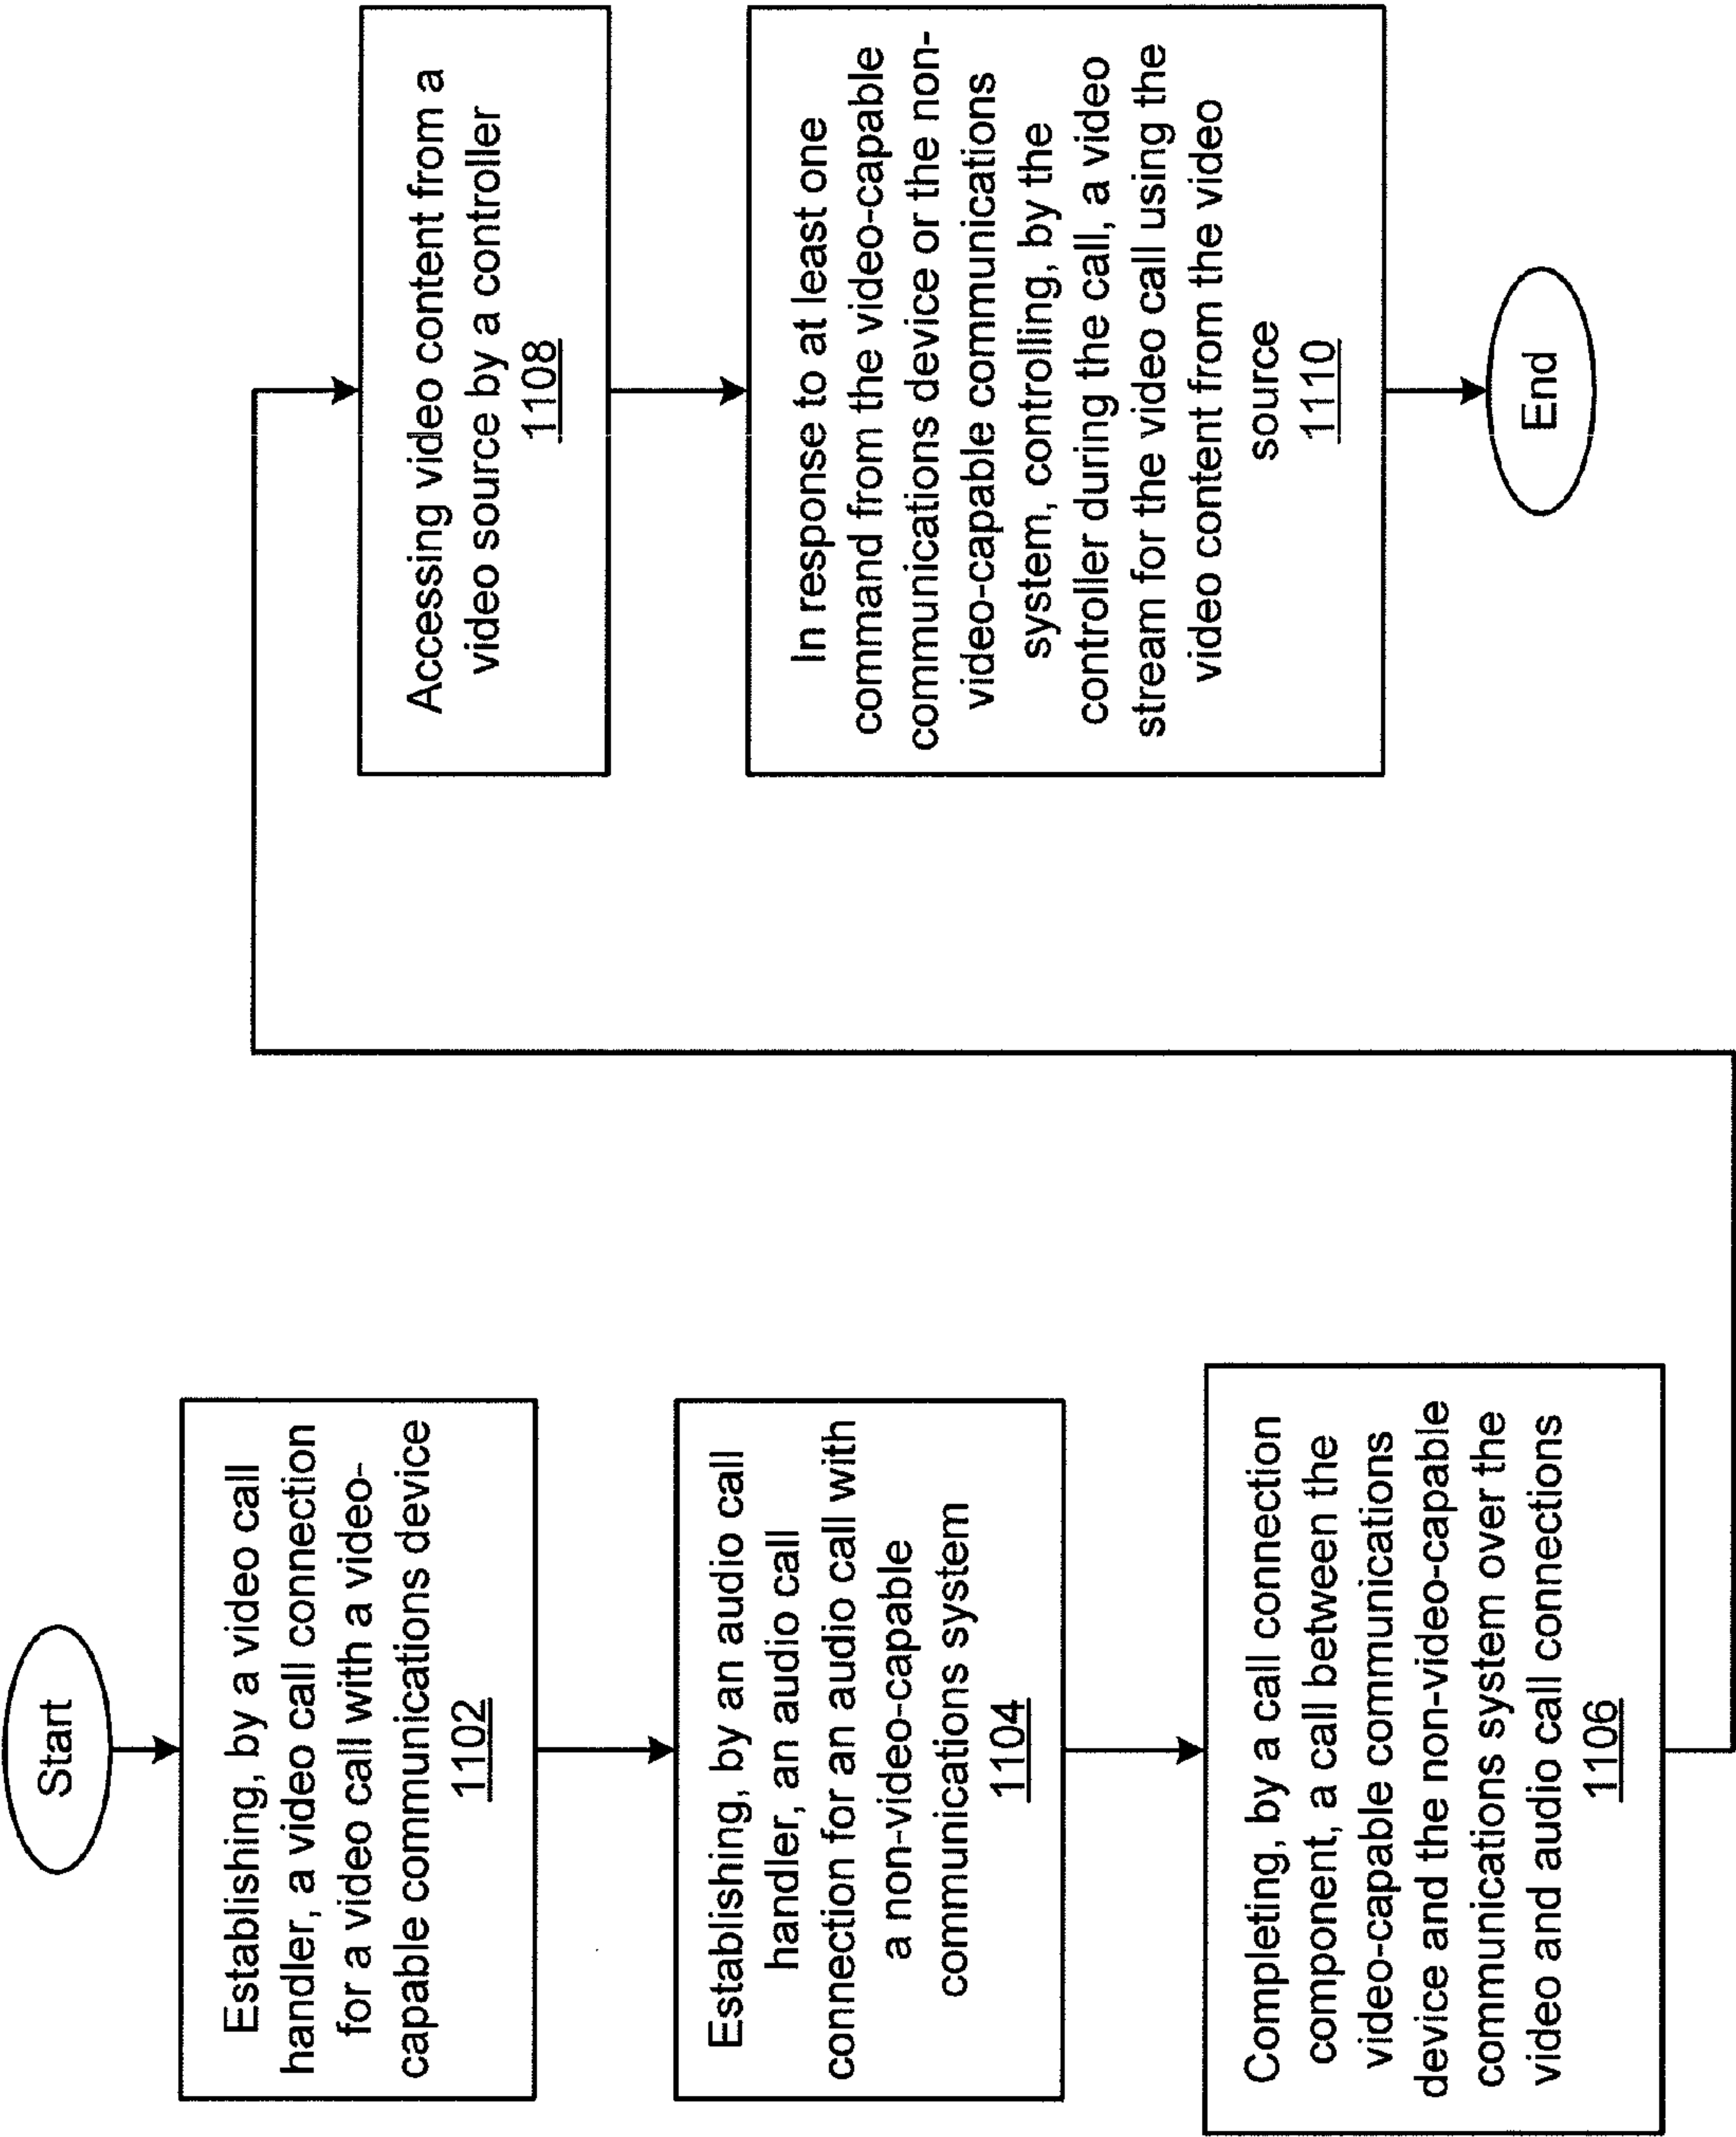 Start
Establishing, by a video call
handler, a video call connection
for a video call with a video-
capable communications device
1102
Establishing, by an audio call
handler, an audio call
connection for an audio call with
a non-video-capable
communications system
1104
Completing, by a call connection
component, a call between the
video-capable communications
device and the non-video-capable
communications system over the
video and audio call connections
1106
Accessing video content from a
video source by a controller
1108
In response to at least one
command from the video-capable
communications device or the non-
video-capable communications
system, controlling, by the
controller during the call, a video
stream for the video call using the
video content from the video
source
1110
End